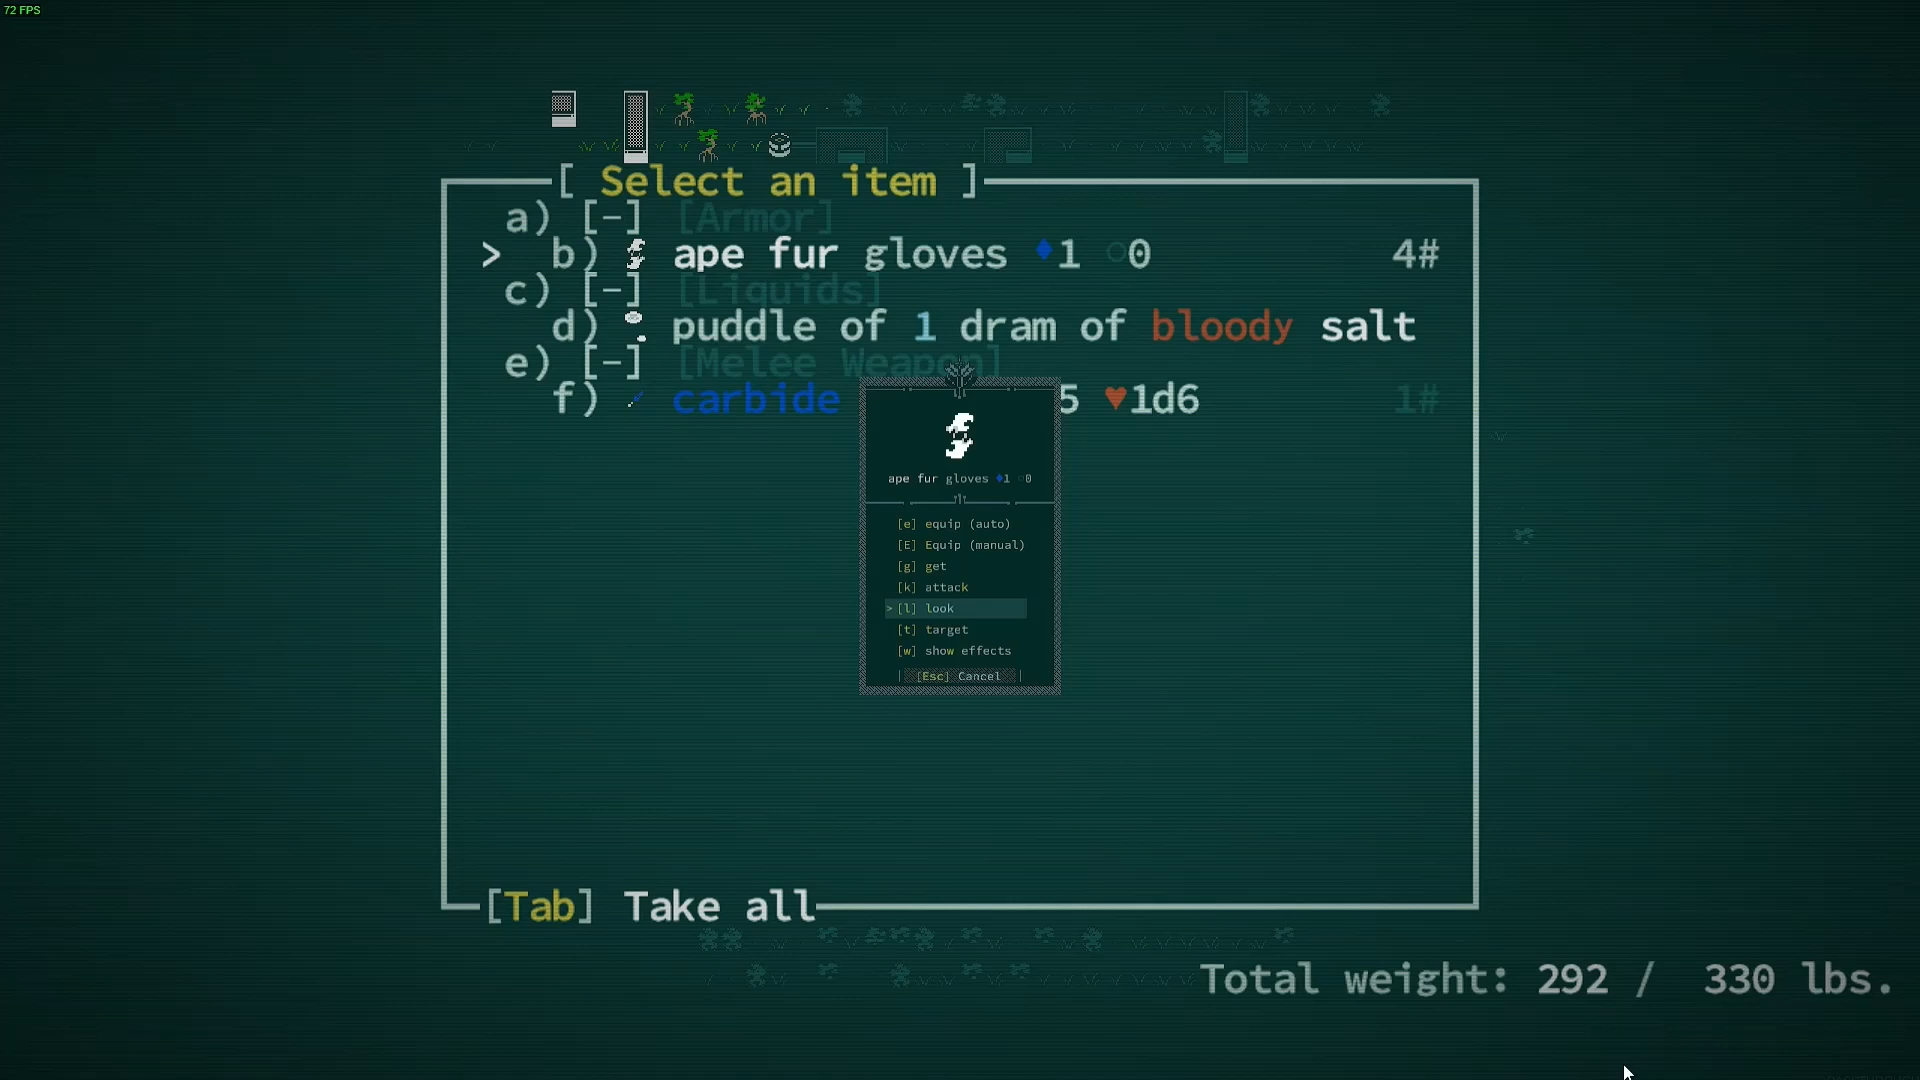 72 FPS
[ Select an item ]
a) [-] [Armor]
> b) ape fur gloves ♦1 ○0 4#
c) [-] [Liquids]
d) puddle of 1 dram of bloody salt
e) [-] [Melee Weapon]
f) carbide 5 ♥1d6 1#
ape fur gloves ♦1 ○0
[e] equip (auto)
[E] Equip (manual)
[g] get
[k] attack
> [l] look
[t] target
[w] show effects
[Esc] Cancel
[Tab] Take all
Total weight: 292 / 330 lbs.